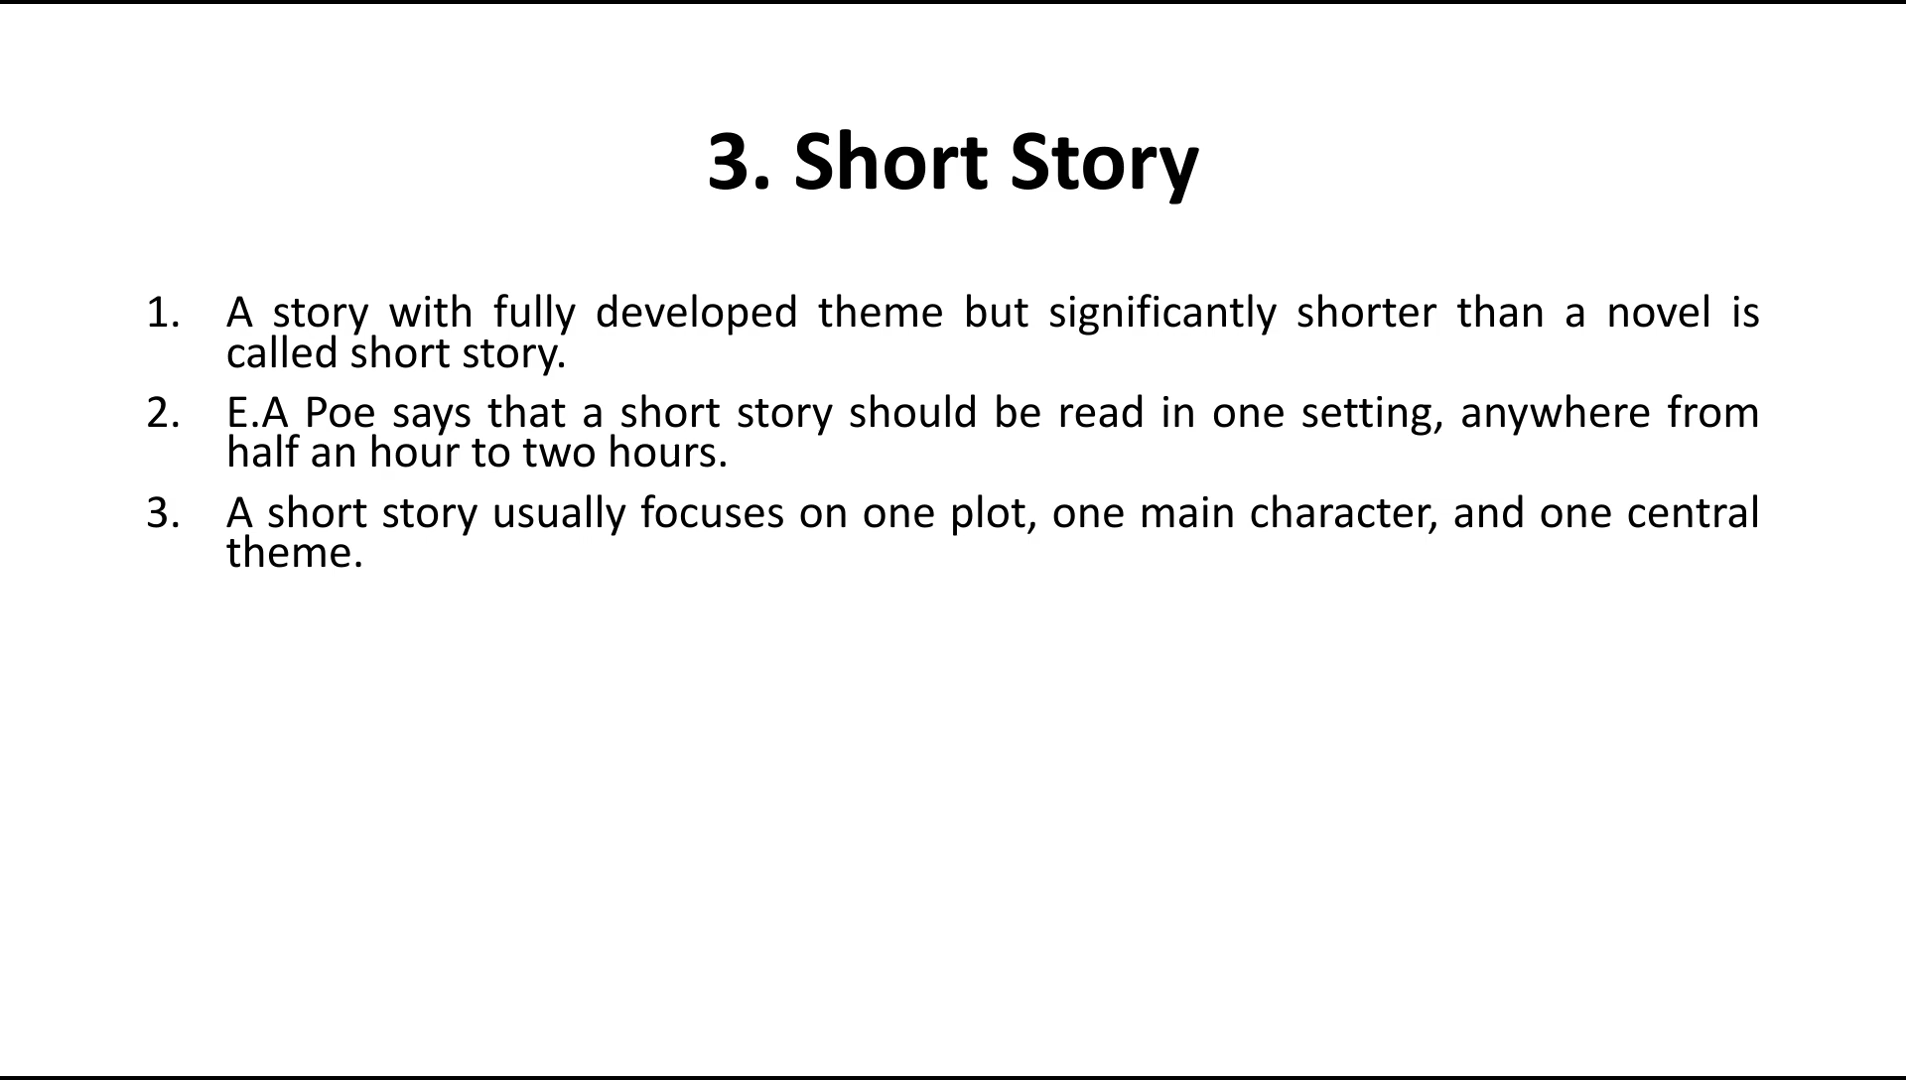 3. Short Story
1. A story with fully developed theme but significantly shorter than a novel is
called short story.
2. E.A Poe says that a short story should be read in one setting, anywhere from
half an hour to two hours.
3. A short story usually focuses on one plot, one main character, and one central
theme.